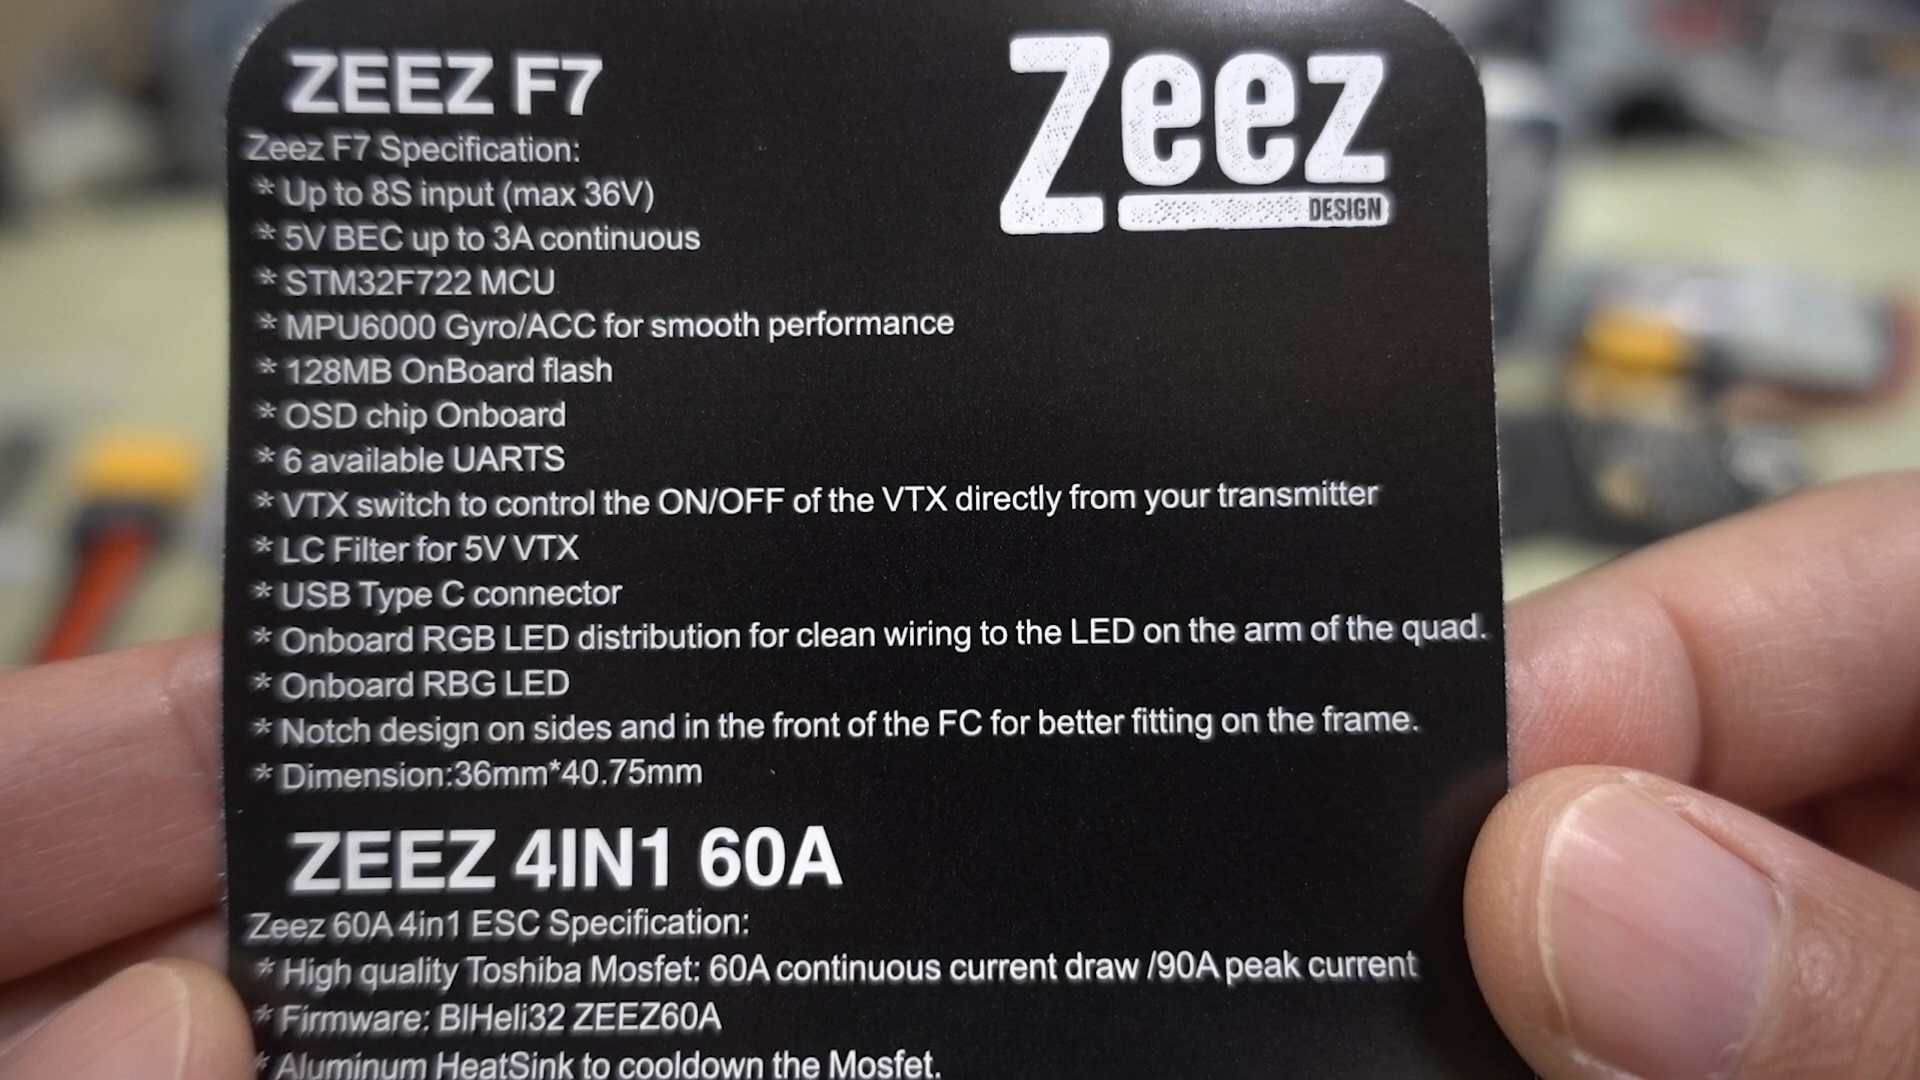 ZEEZ F7
Zeez
DESIGN
Zeez F7 Specification:
* Up to 8S input (max 36V)
* 5V BEC up to 3A continuous
* STM32F722 MCU
* MPU6000 Gyro/ACC for smooth performance
* 128MB OnBoard flash
* OSD chip Onboard
* 6 available UARTS
* VTX switch to control the ON/OFF of the VTX directly from your transmitter
* LC Filter for 5V VTX
* USB Type C connector
* Onboard RGB LED distribution for clean wiring to the LED on the arm of the quad.
* Onboard RBG LED
* Notch design on sides and in the front of the FC for better fitting on the frame.
* Dimension:36mm*40.75mm
ZEEZ 4IN1 60A
Zeez 60A 4in1 ESC Specification:
* High quality Toshiba Mosfet: 60A continuous current draw /90A peak current
* Firmware: BlHeli32 ZEEZ60A
* Aluminum HeatSink to cooldown the Mosfet.